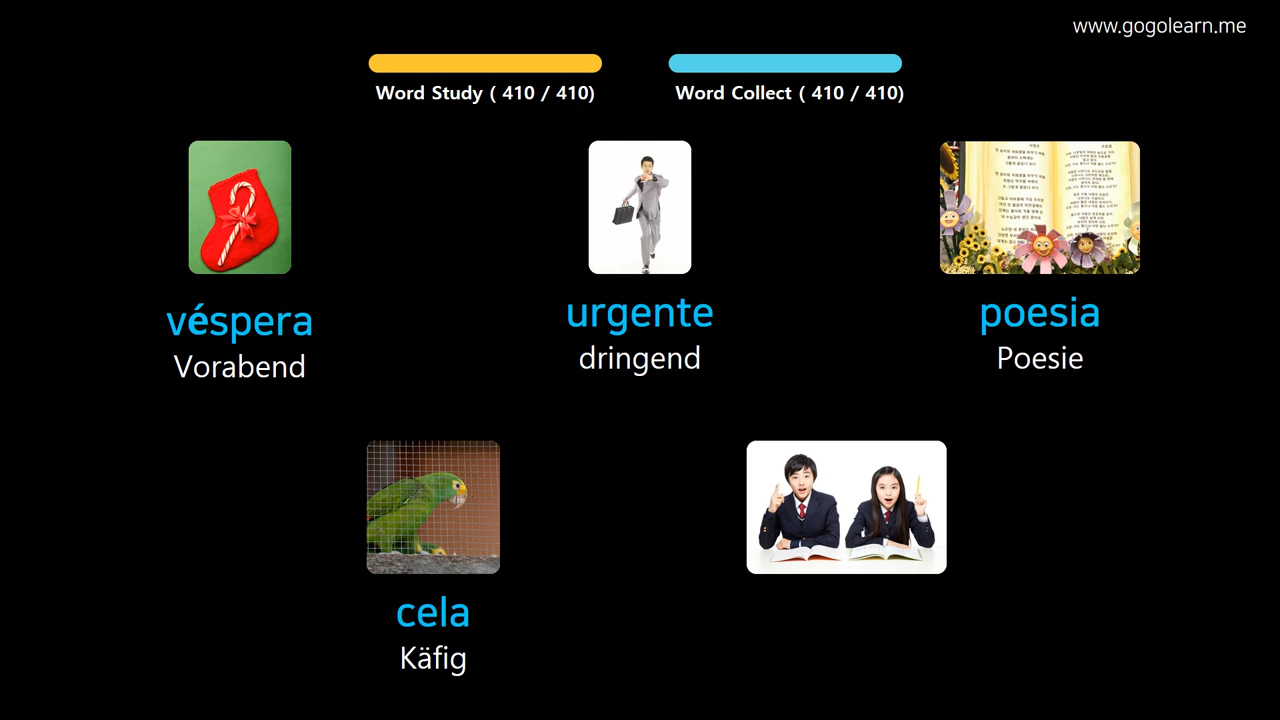 www.gogolearn.me
Word Study ( 410 / 410)
Word Collect ( 410 / 410)
véspera
Vorabend
urgente
dringend
poesia
Poesie
cela
Käfig